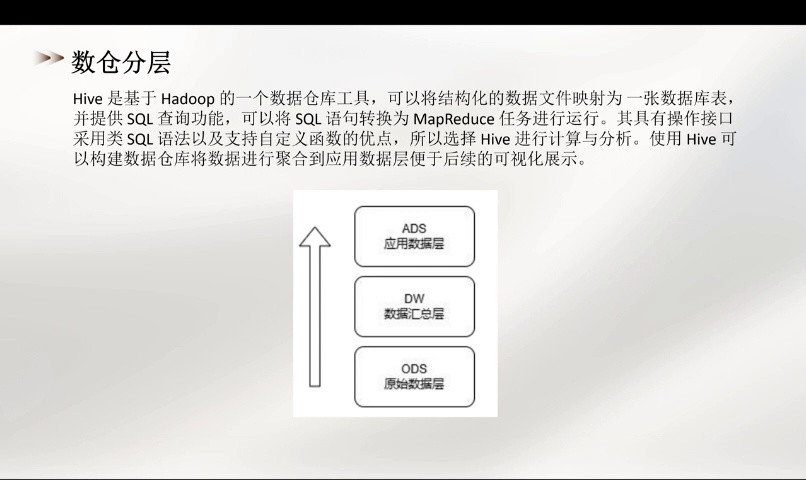 数仓分层
Hive 是基于 Hadoop 的一个数据仓库工具，可以将结构化的数据文件映射为 一张数据库表，
并提供 SQL 查询功能，可以将 SQL 语句转换为 MapReduce 任务进行运行。其具有操作接口
采用类 SQL 语法以及支持自定义函数的优点，所以选择 Hive 进行计算与分析。使用 Hive 可
以构建数据仓库将数据进行聚合到应用数据层便于后续的可视化展示。
ADS
应用数据层
DW
数据汇总层
ODS
原始数据层